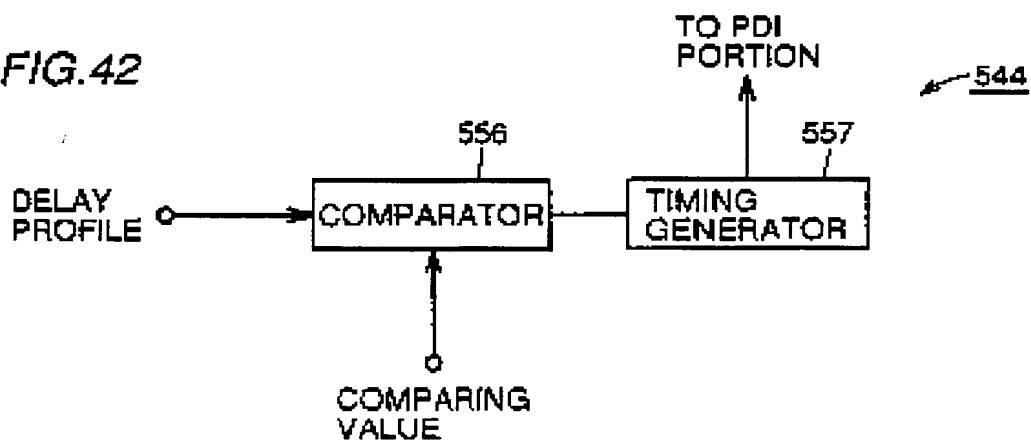 FIG.42
TO PDI
PORTION
544
556
557
DELAY
PROFILE
COMPARATOR
TIMING
GENERATOR
COMPARING
VALUE